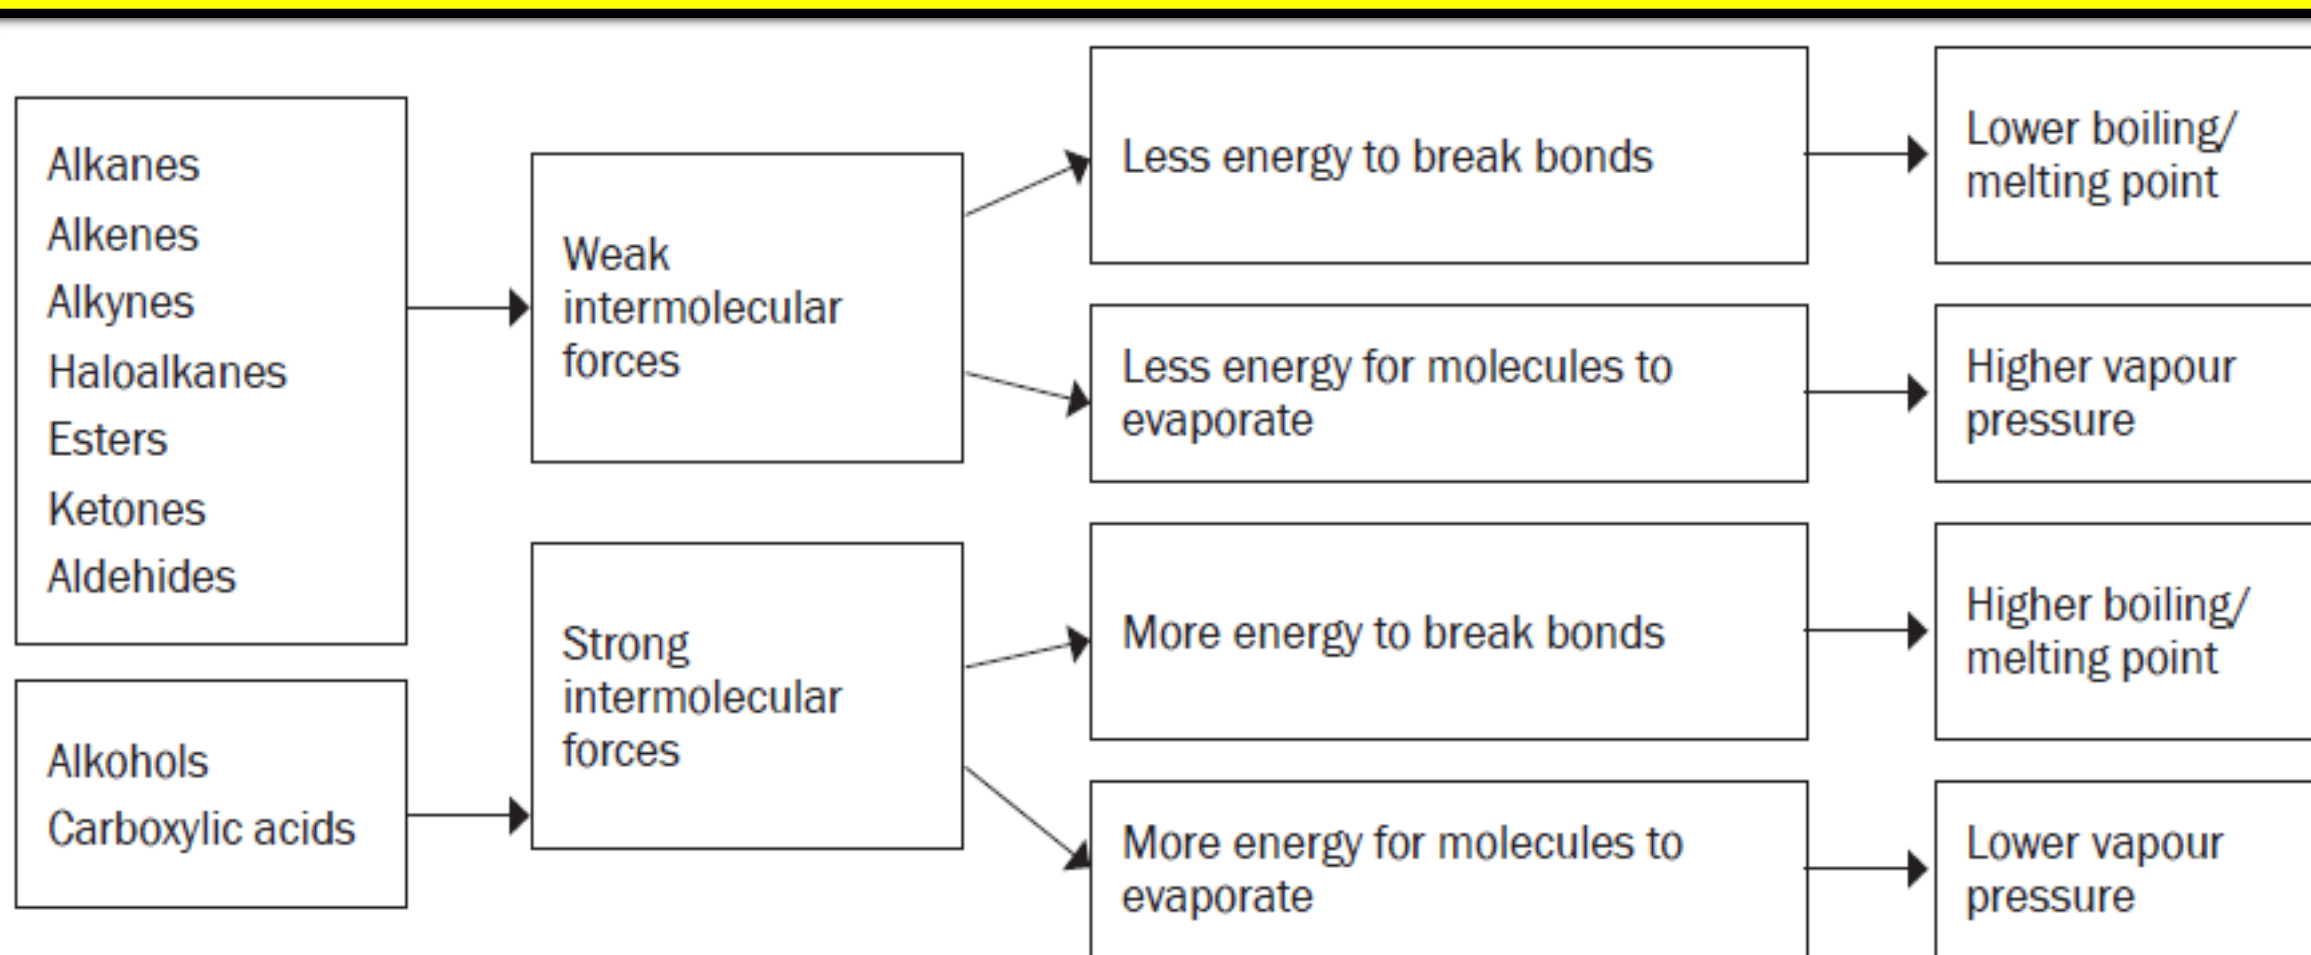 Alkanes
Alkenes
Alkynes
Haloalkanes
Esters
Ketones
Aldehides
Alkohols
Carboxylic acids
Weak
intermolecular
forces
Strong
intermolecular
forces
Less energy to break bonds
Less energy for molecules to
evaporate
More energy to break bonds
More energy for molecules to
evaporate
Lower boiling/
melting point
Higher vapour
pressure
Higher boiling/
melting point
Lower vapour
pressure